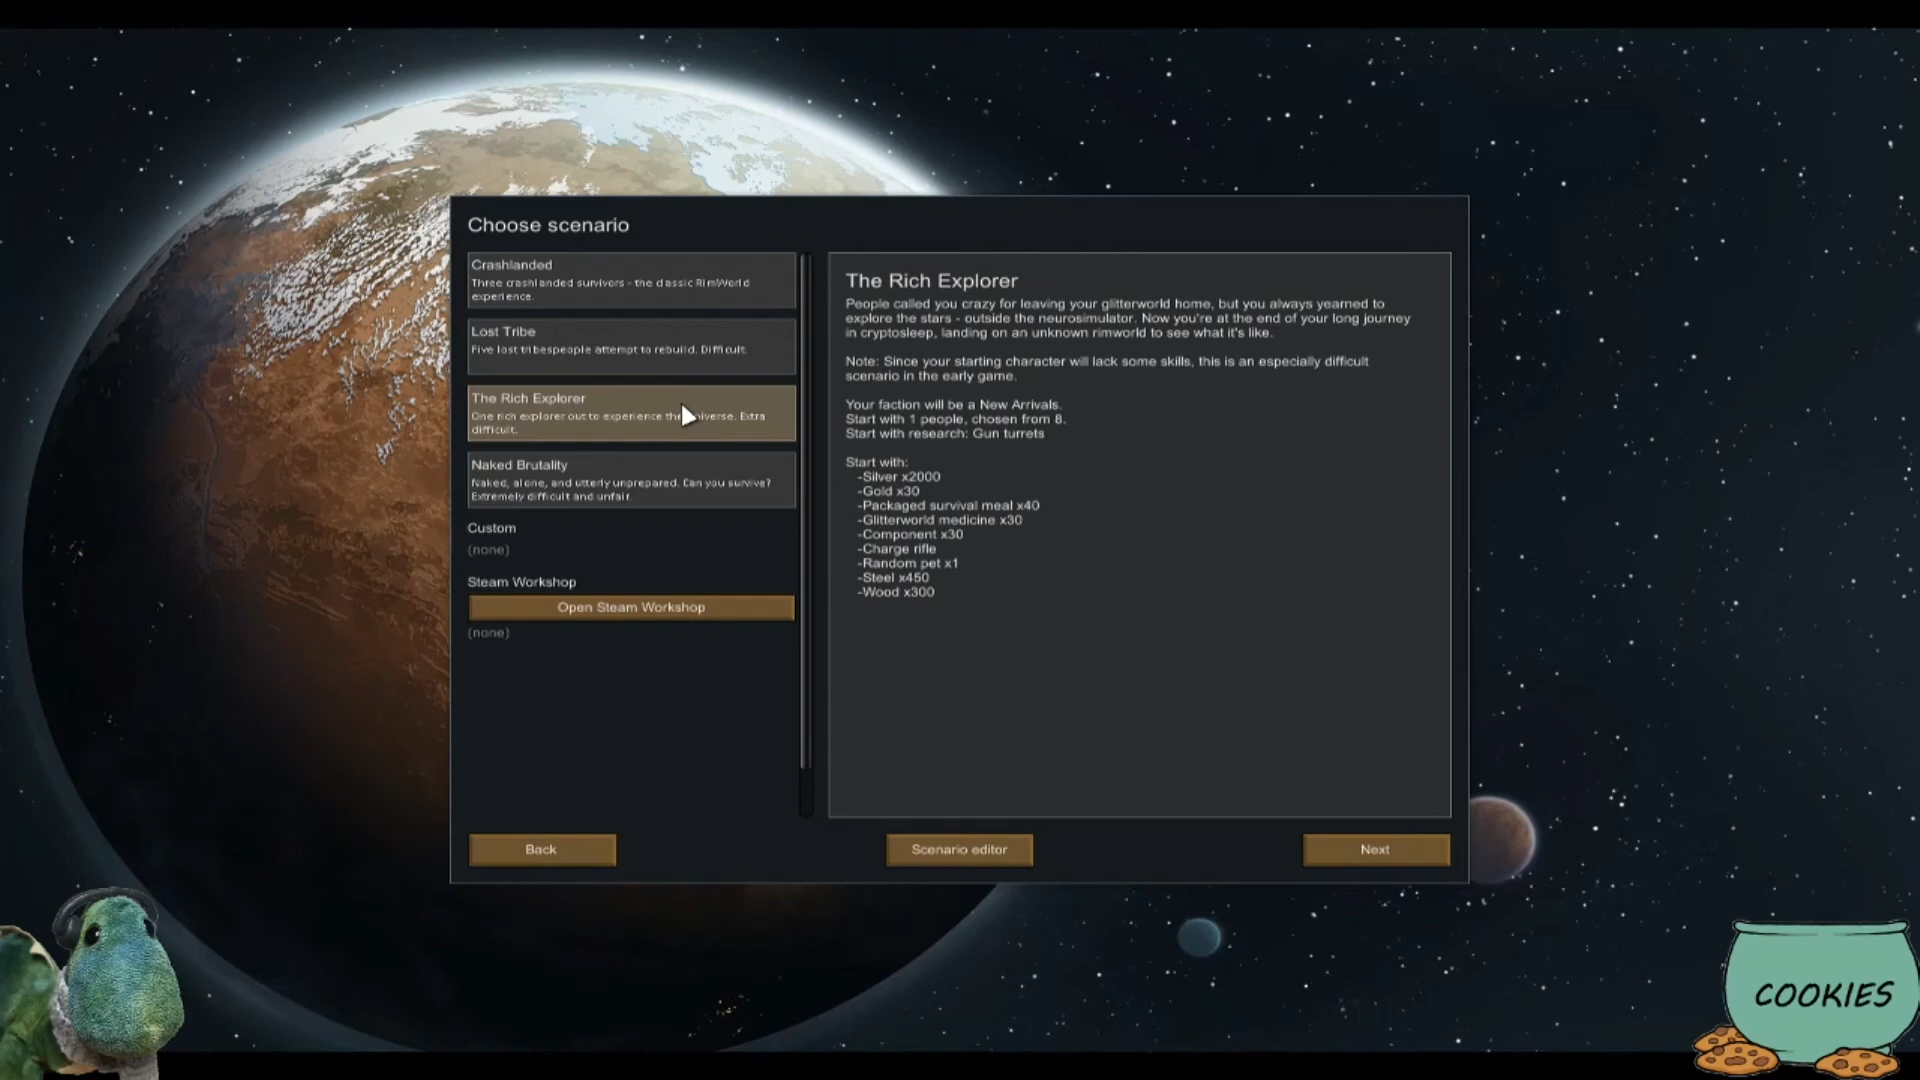 Choose scenario
Crashlanded
Three crashlanded survivors - the classic RimWorld
experience.
Lost Tribe
Five lost tribespeople attempt to rebuild. Difficult.
The Rich Explorer
One rich explorer out to experience the universe. Extra
difficult.
Naked Brutality
Naked, alone, and utterly unprepared. Can you survive?
Extremely difficult and unfair.
Custom
(none)
Steam Workshop
Open Steam Workshop
(none)
The Rich Explorer
People called you crazy for leaving your glitterworld home, but you always yearned to
explore the stars - outside the neurosimulator. Now you're at the end of your long journey
in cryptosleep, landing on an unknown rimworld to see what it's like.
Note: Since your starting character will lack some skills, this is an especially difficult
scenario in the early game.
Your faction will be a New Arrivals.
Start with 1 people, chosen from 8.
Start with research: Gun turrets
Start with:
-Silver x2000
-Gold x30
-Packaged survival meal x40
-Glitterworld medicine x30
-Component x30
-Charge rifle
-Random pet x1
-Steel x450
-Wood x300
Back
Scenario editor
Next
COOKIES